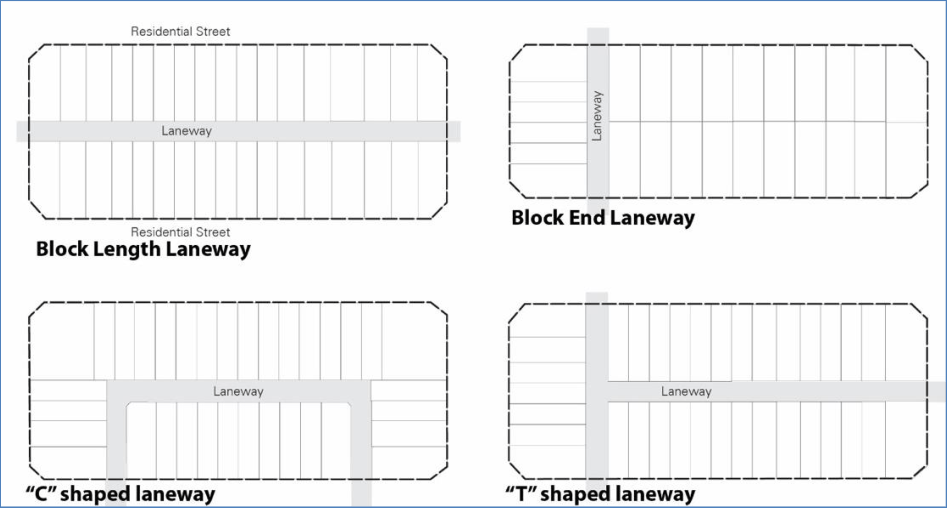 Residential Street
Laneway
Residential Street
Block Length Laneway
Laneway
Block End Laneway
Laneway
“C” shaped laneway
Laneway
“T” shaped laneway